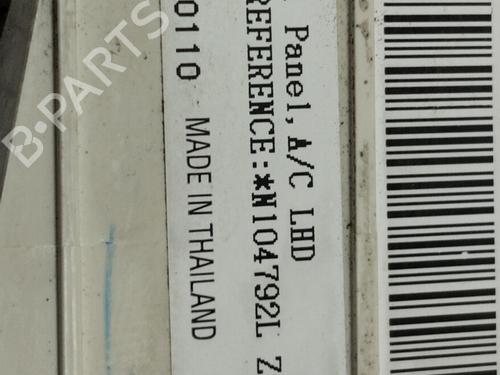 Panel, A/C LHD
REFERENCE:*N104792L Z
0110 MADE IN THAILAND
B-PARTS